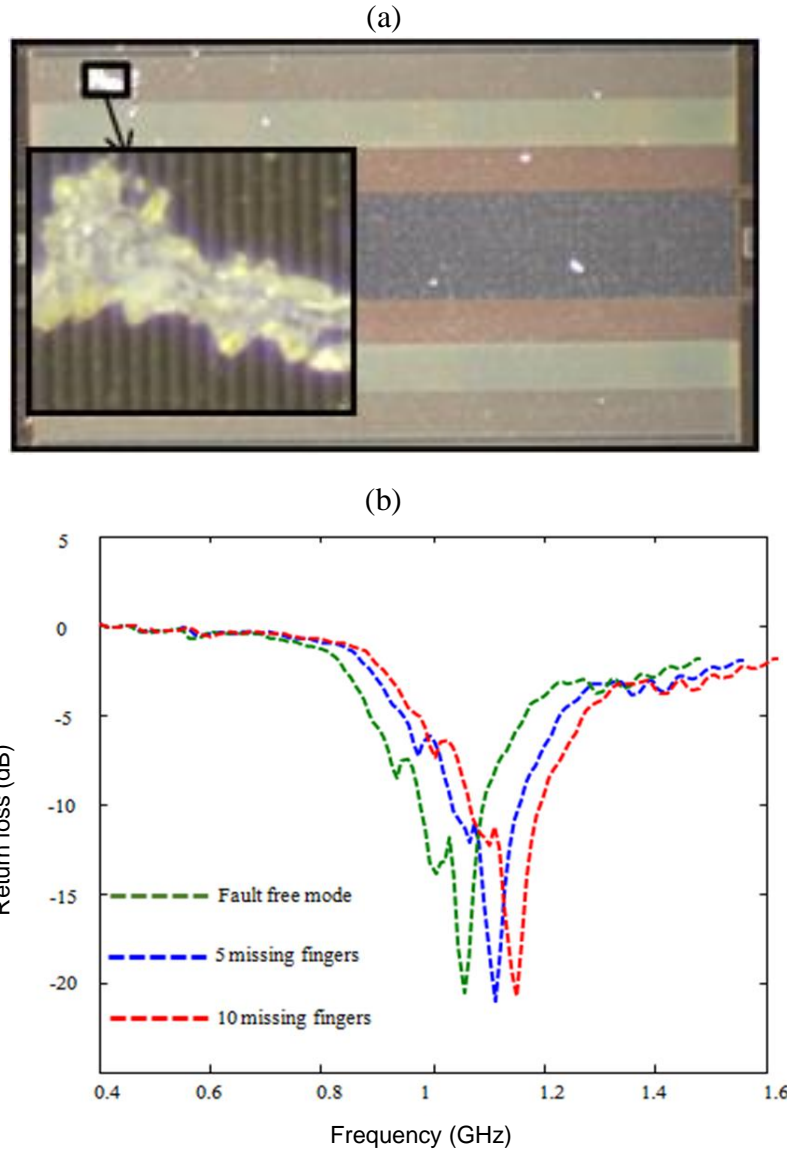 (a)
(b)
5
0
-5
-10
-15
-20
Return loss (dB)
Fault free mode
5 missing fingers
10 missing fingers
0.4 0.6 0.8 1 1.2 1.4 1.6
Frequency (GHz)